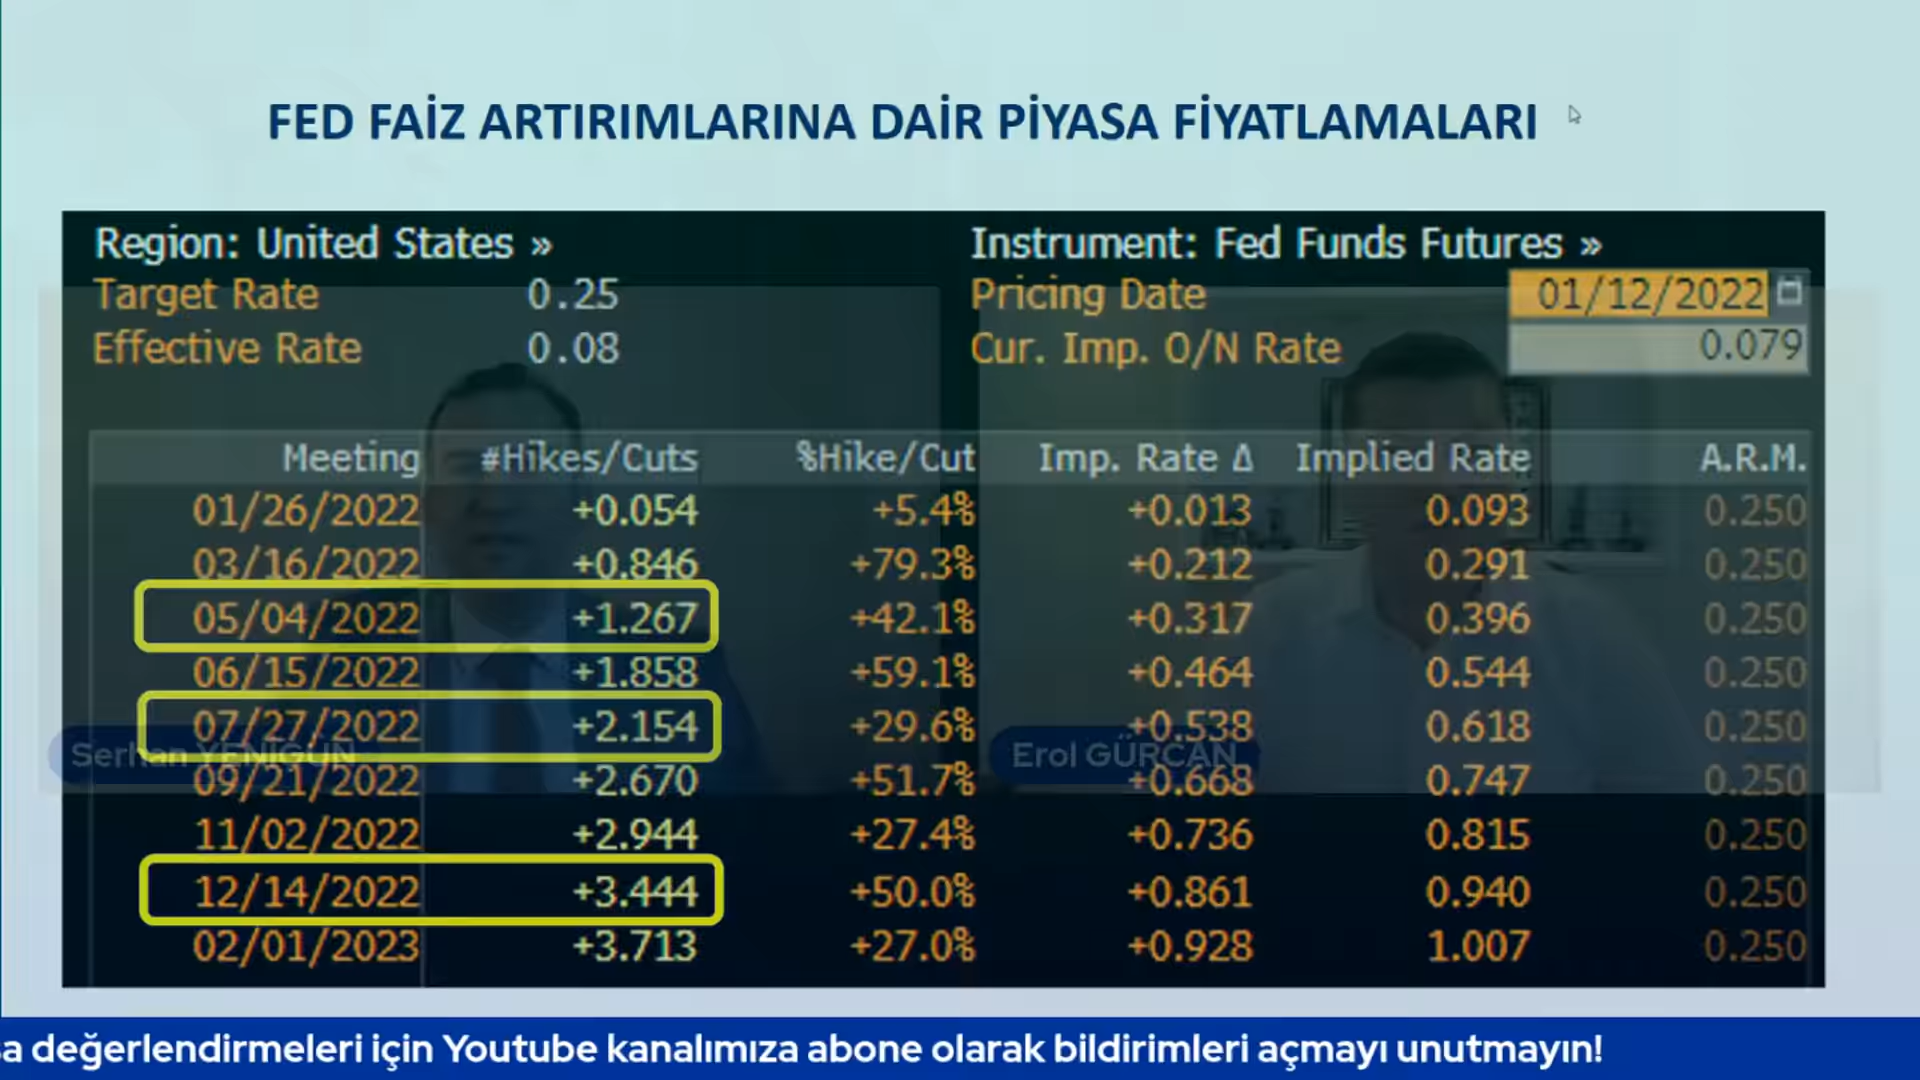 FED FAİZ ARTIRIMLARINA DAİR PİYASA FİYATLAMALARI
Region: United States » Instrument: Fed Funds Futures »
Target Rate 0.25 Pricing Date 01/12/2022
Effective Rate 0.08 Cur. Imp. O/N Rate 0.079
Meeting #Hikes/Cuts %Hike/Cut Imp. Rate Δ Implied Rate A.R.M.
01/26/2022 +0.054 +5.4% +0.013 0.093 0.250
03/16/2022 +0.846 +79.3% +0.212 0.291 0.250
05/04/2022 +1.267 +42.1% +0.317 0.396 0.250
06/15/2022 +1.858 +59.1% +0.464 0.544 0.250
07/27/2022 +2.154 +29.6% +0.538 0.618 0.250
Serhan YENİGÜN Erol GÜRCAN
09/21/2022 +2.670 +51.7% +0.668 0.747 0.250
11/02/2022 +2.944 +27.4% +0.736 0.815 0.250
12/14/2022 +3.444 +50.0% +0.861 0.940 0.250
02/01/2023 +3.713 +27.0% +0.928 1.007 0.250
değerlendirmeleri için Youtube kanalımıza abone olarak bildirimleri açmayı unutmayın!